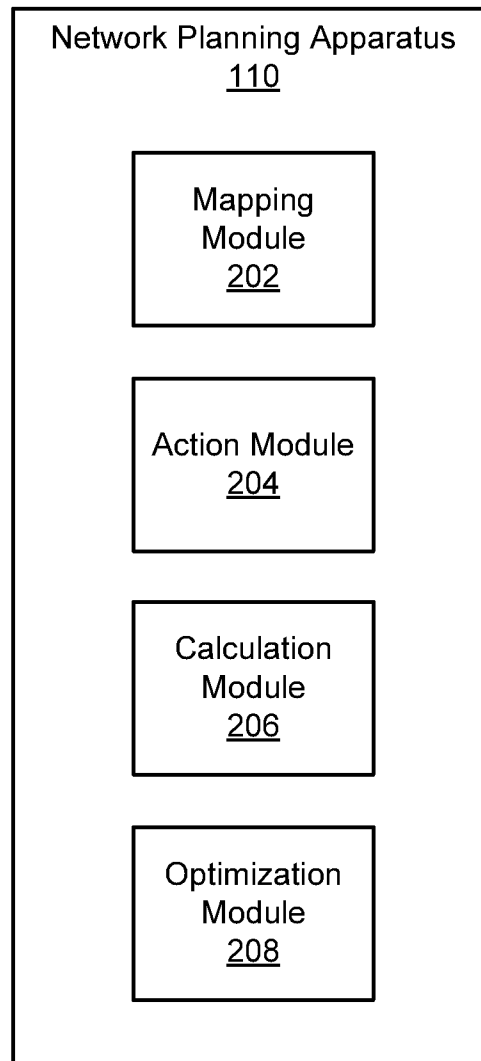 Network Planning Apparatus
110
Mapping
Module
202
Action Module
204
Calculation
Module
206
Optimization
Module
208